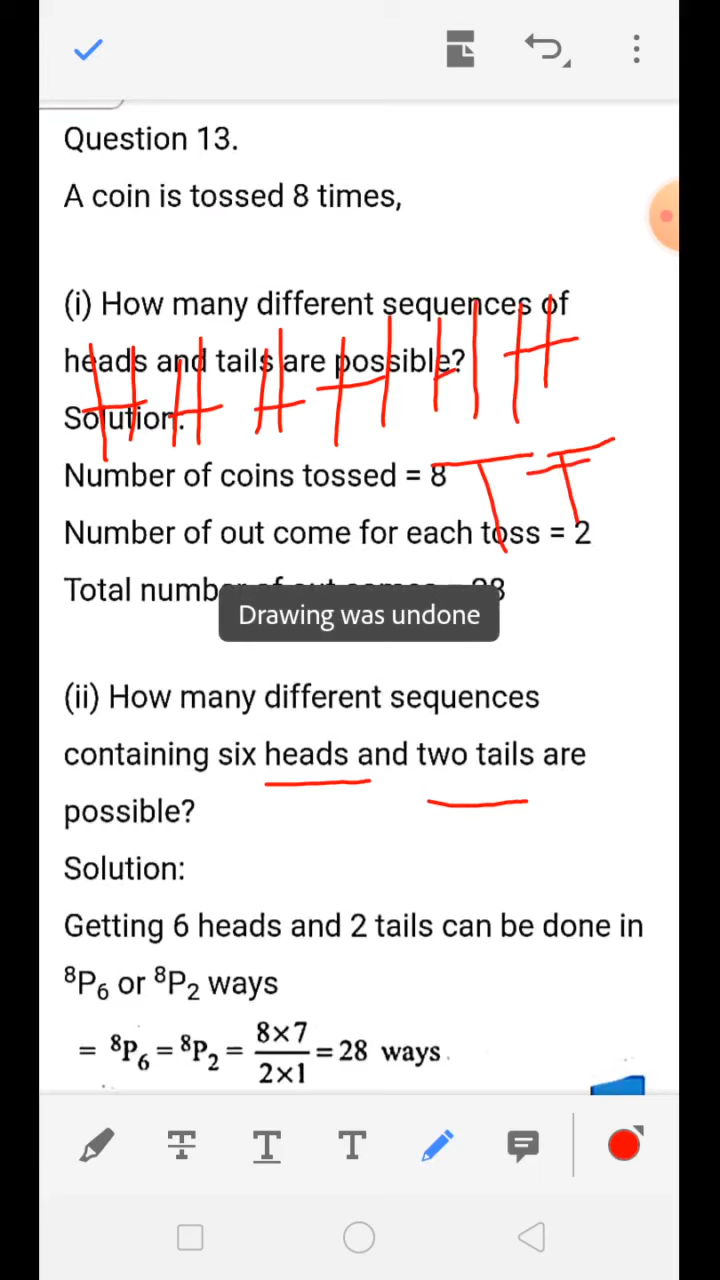 Question 13.
A coin is tossed 8 times,
(i) How many different sequences of
heads and tails are possible?
Solution:
H H H H H H
Number of coins tossed = 8
T T
Number of out come for each toss = 2
Total
Drawing was undone
(ii) How many different sequences
containing six heads and two tails are
possible?
Solution:
Getting 6 heads and 2 tails can be done in
⁸P₆ or ⁸P₂ ways
= ⁸P₆ = ⁸P₂ = 8×7 / 2×1 = 28 ways